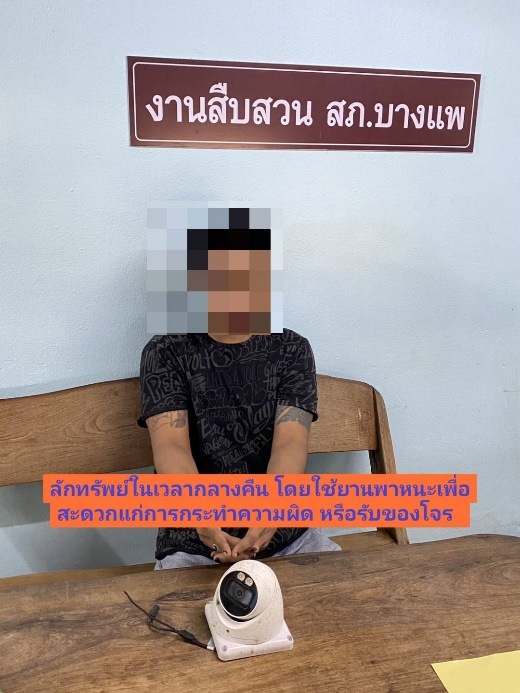 งานสืบสวน สภ.บางแพ
ลักทรัพย์ในเวลากลางคืน โดยใช้ยานพาหนะเพื่อ
สะดวกแก่การกระทำความผิด หรือรับของโจร